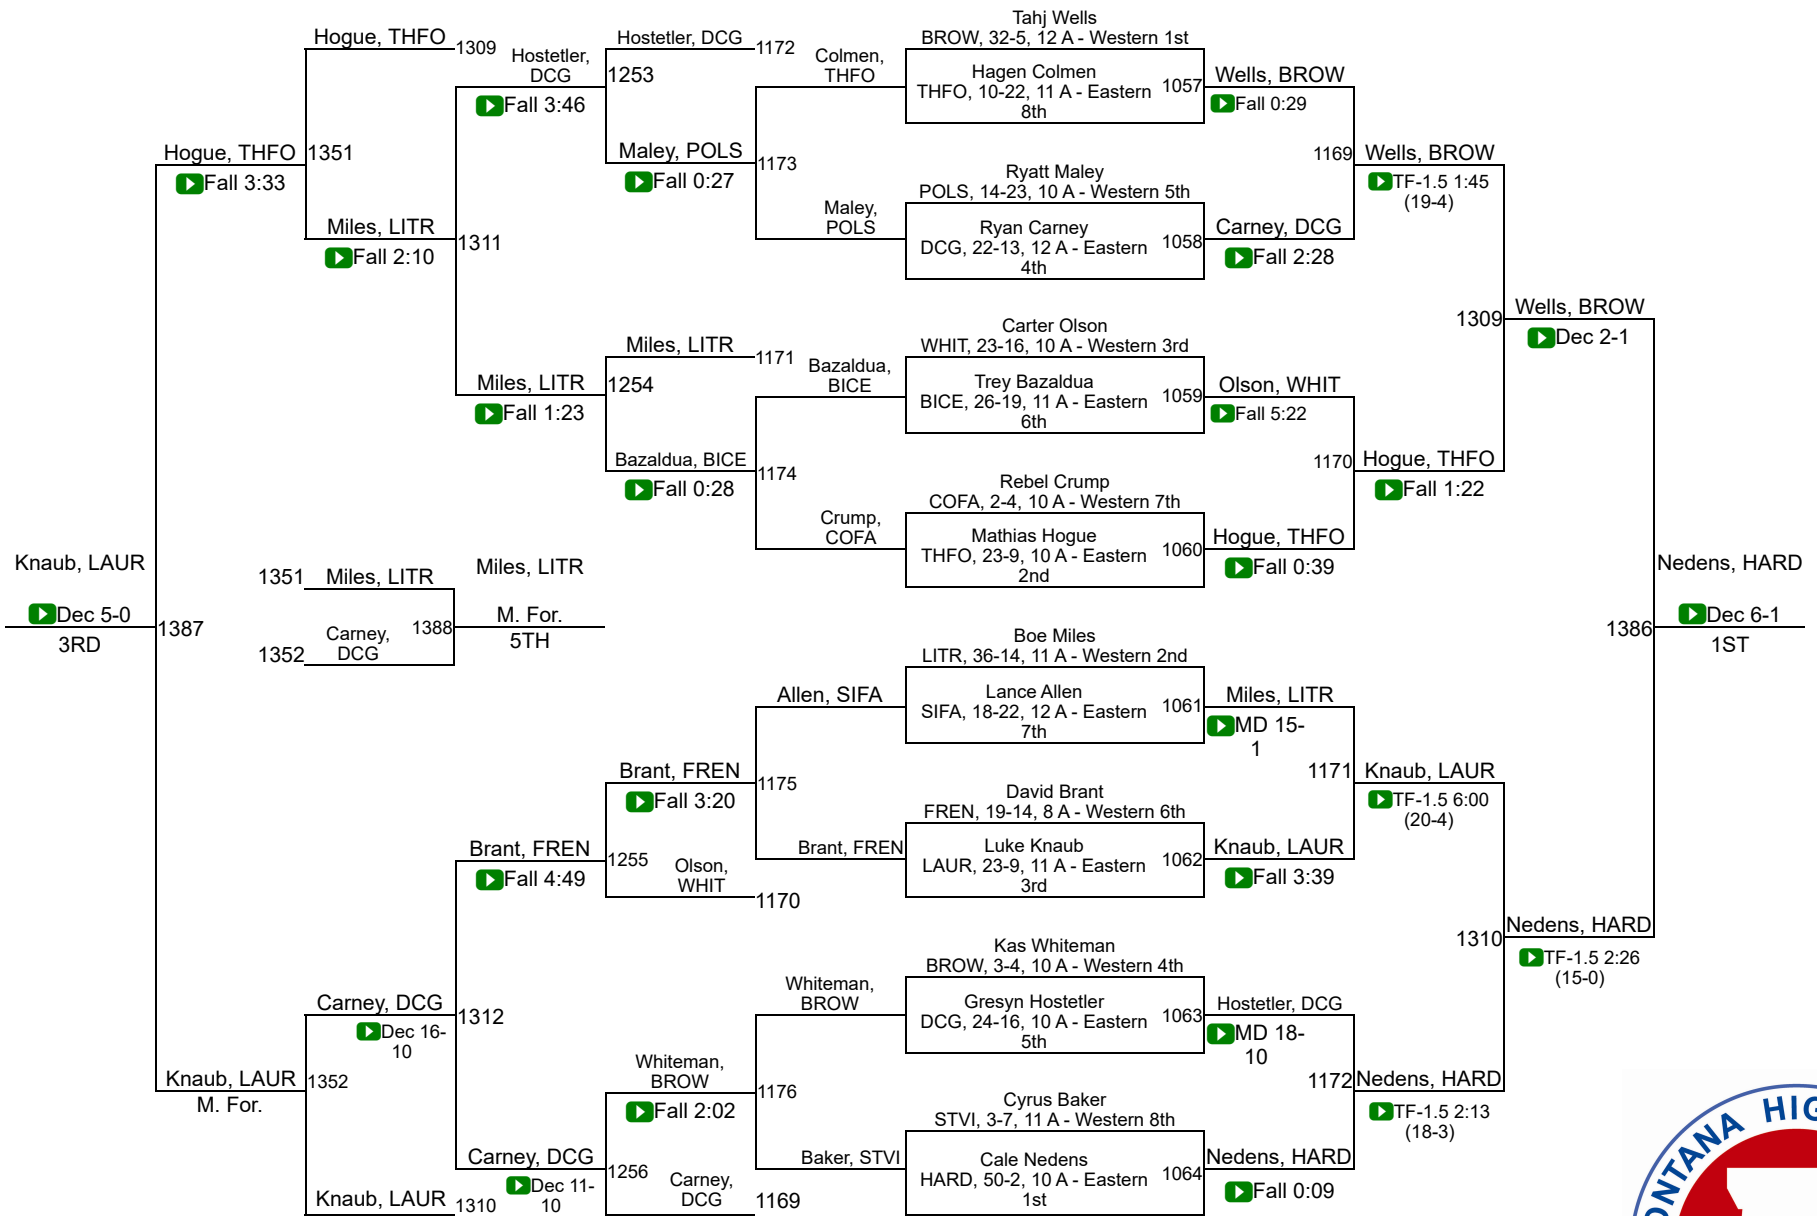 Hogue, THFO
1309
Hostetler,
DCG
Fall 3:46
Hostetler, DCG
1172
1253
Colmen,
THFO
Tahj Wells
BROW, 32-5, 12 A - Western 1st
Hagen Colmen
THFO, 10-22, 11 A - Eastern
8th
1057
Wells, BROW
Fall 0:29
Hogue, THFO
1351
Fall 3:33
Maley, POLS
1173
Fall 0:27
Ryatt Maley
POLS, 14-23, 10 A - Western 5th
1169
Wells, BROW
TF-1.5 1:45
(19-4)
Miles, LITR
1311
Fall 2:10
Maley,
POLS
Ryan Carney
DCG, 22-13, 12 A - Eastern
4th
1058
Carney, DCG
Fall 2:28
1309
Wells, BROW
Dec 2-1
Miles, LITR
1171
1254
Miles, LITR
Fall 1:23
Bazaldua,
BICE
Carter Olson
WHIT, 23-16, 10 A - Western 3rd
Trey Bazaldua
BICE, 26-19, 11 A - Eastern
6th
1059
Olson, WHIT
Fall 5:22
Bazaldua, BICE
1174
Fall 0:28
Rebel Crump
COFA, 2-4, 10 A - Western 7th
1170
Hogue, THFO
Fall 1:22
Crump,
COFA
Mathias Hogue
THFO, 23-9, 10 A - Eastern
2nd
1060
Hogue, THFO
Fall 0:39
Knaub, LAUR
Dec 5-0
3RD
1387
1351
Miles, LITR
1352
Carney,
DCG
1388
Miles, LITR
M. For.
5TH
Nedens, HARD
1386
Dec 6-1
1ST
Allen, SIFA
Boe Miles
LITR, 36-14, 11 A - Western 2nd
Lance Allen
SIFA, 18-22, 12 A - Eastern
7th
1061
Miles, LITR
MD 15-
1
Brant, FREN
1175
Fall 3:20
David Brant
FREN, 19-14, 8 A - Western 6th
1171
Knaub, LAUR
TF-1.5 6:00
(20-4)
Brant, FREN
1255
Fall 4:49
Olson,
WHIT
1170
Brant, FREN
Luke Knaub
LAUR, 23-9, 11 A - Eastern
3rd
1062
Knaub, LAUR
Fall 3:39
1310
Nedens, HARD
TF-1.5 2:26
(15-0)
Carney, DCG
1312
Dec 16-
10
Whiteman,
BROW
Kas Whiteman
BROW, 3-4, 10 A - Western 4th
Gresyn Hostetler
DCG, 24-16, 10 A - Eastern
5th
1063
Hostetler, DCG
MD 18-
10
Knaub, LAUR
1352
M. For.
Whiteman,
BROW
1176
Fall 2:02
Cyrus Baker
STVI, 3-7, 11 A - Western 8th
1172
Nedens, HARD
TF-1.5 2:13
(18-3)
Carney, DCG
1256
Dec 11-
10
Carney,
DCG
1169
Baker, STVI
Cale Nedens
HARD, 50-2, 10 A - Eastern
1st
1064
Nedens, HARD
Fall 0:09
Knaub, LAUR
1310
ONTANA HIG